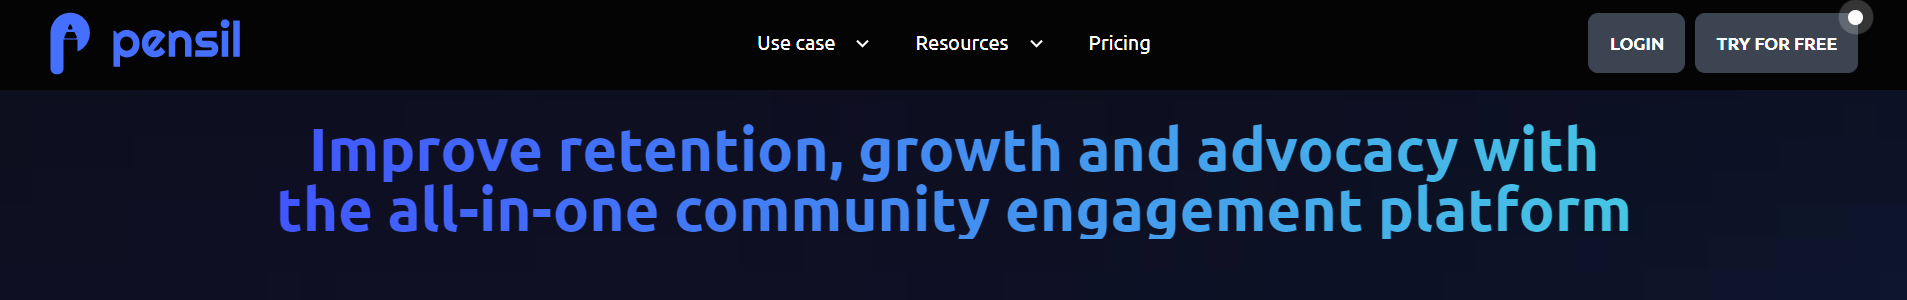 pensil
Use case
Resources
Pricing
LOGIN
TRY FOR FREE
Improve retention, growth and advocacy with
the all-in-one community engagement platform